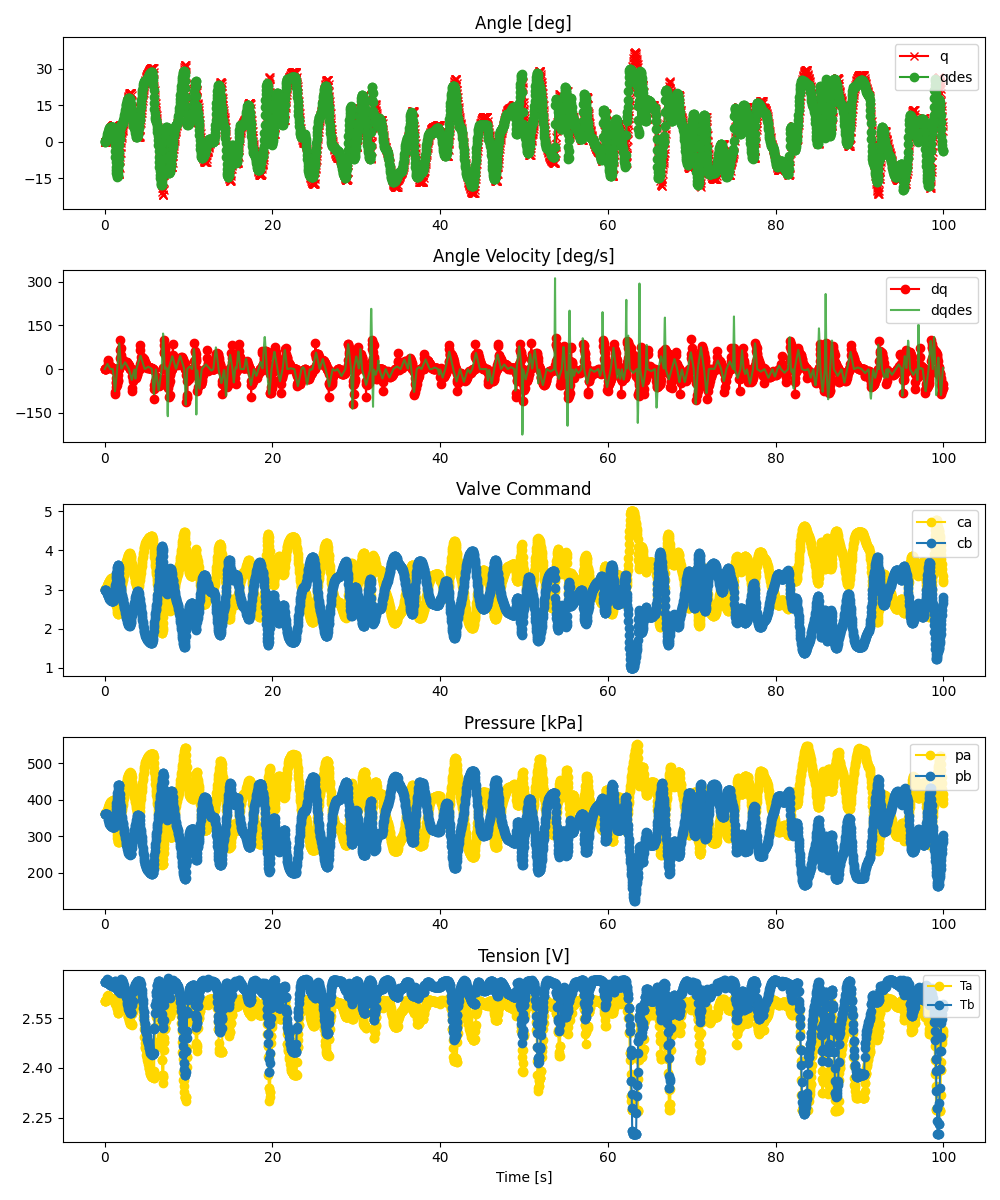 Angle [deg]
30
15
0
−15
q
qdes
0 20 40 60 80 100
Angle Velocity [deg/s]
300
150
0
−150
dq
dqdes
0 20 40 60 80 100
Valve Command
5
4
3
2
1
ca
cb
0 20 40 60 80 100
Pressure [kPa]
500
400
300
200
pa
pb
0 20 40 60 80 100
Tension [V]
2.55
2.40
2.25
Ta
Tb
0 20 40 60 80 100
Time [s]